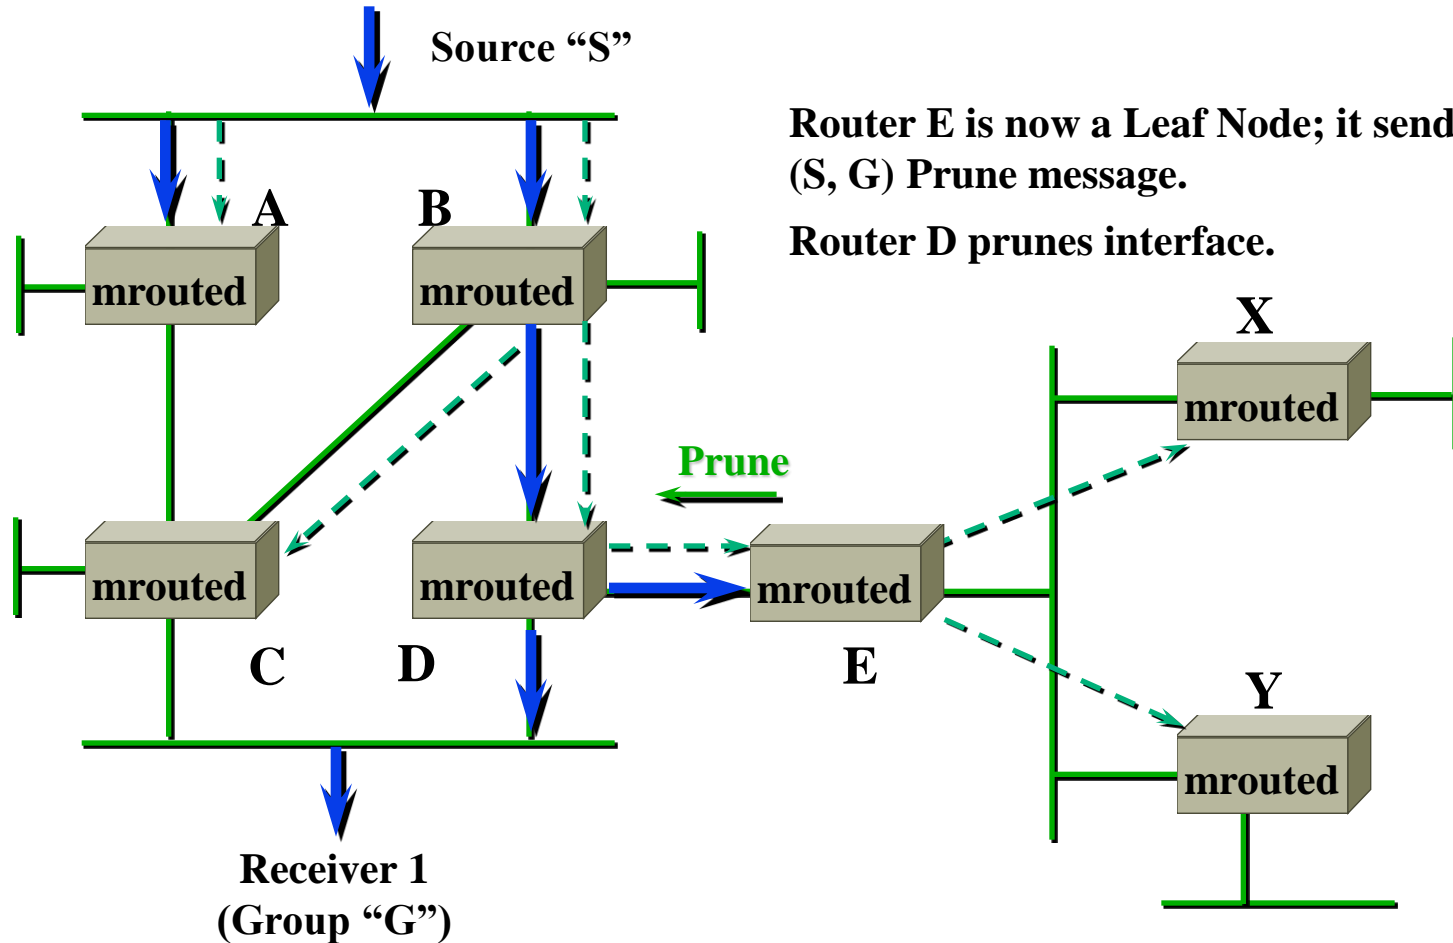 Source “S”
Router E is now a Leaf Node; it send
(S, G) Prune message.
Router D prunes interface.
A
B
mrouted
mrouted
X
mrouted
Prune
mrouted
mrouted
mrouted
C
D
E
Y
mrouted
Receiver 1
(Group “G”)